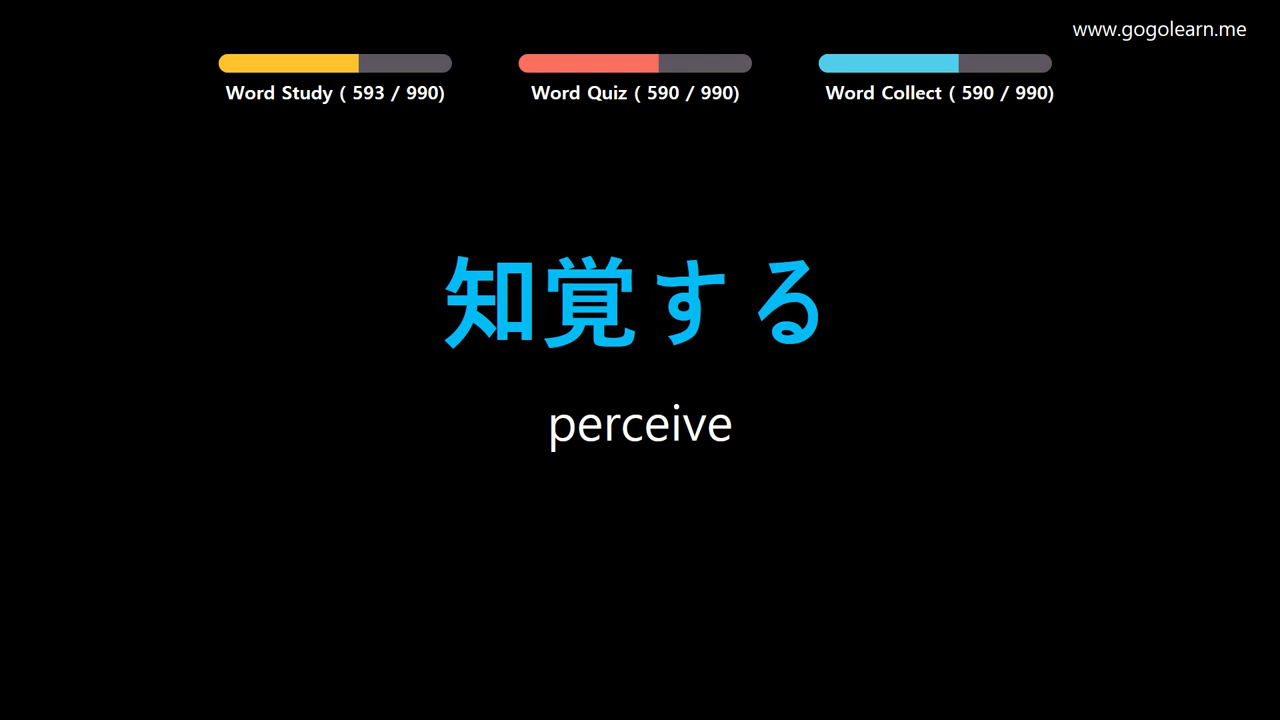 www.gogolearn.me
Word Study ( 593 / 990)
Word Quiz ( 590 / 990)
Word Collect ( 590 / 990)
知覚する
perceive